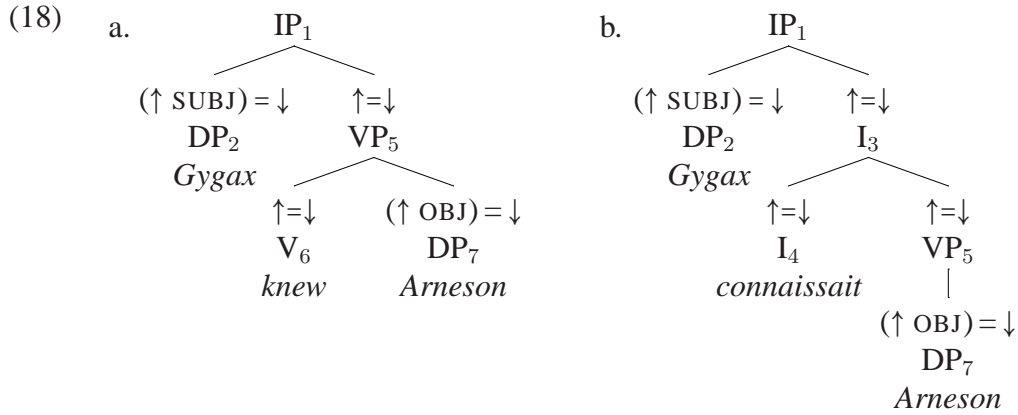 (18) a. IP₁ b. IP₁
(↑ SUBJ) = ↓ ↑=↓ (↑ SUBJ) = ↓ ↑=↓
DP₂ VP₅ DP₂ I₃
Gygax Gygax
↑=↓ (↑ OBJ) = ↓ ↑=↓ ↑=↓
V₆ DP₇ I₄ VP₅
knew Arneson connaissait
(↑ OBJ) = ↓
DP₇
Arneson